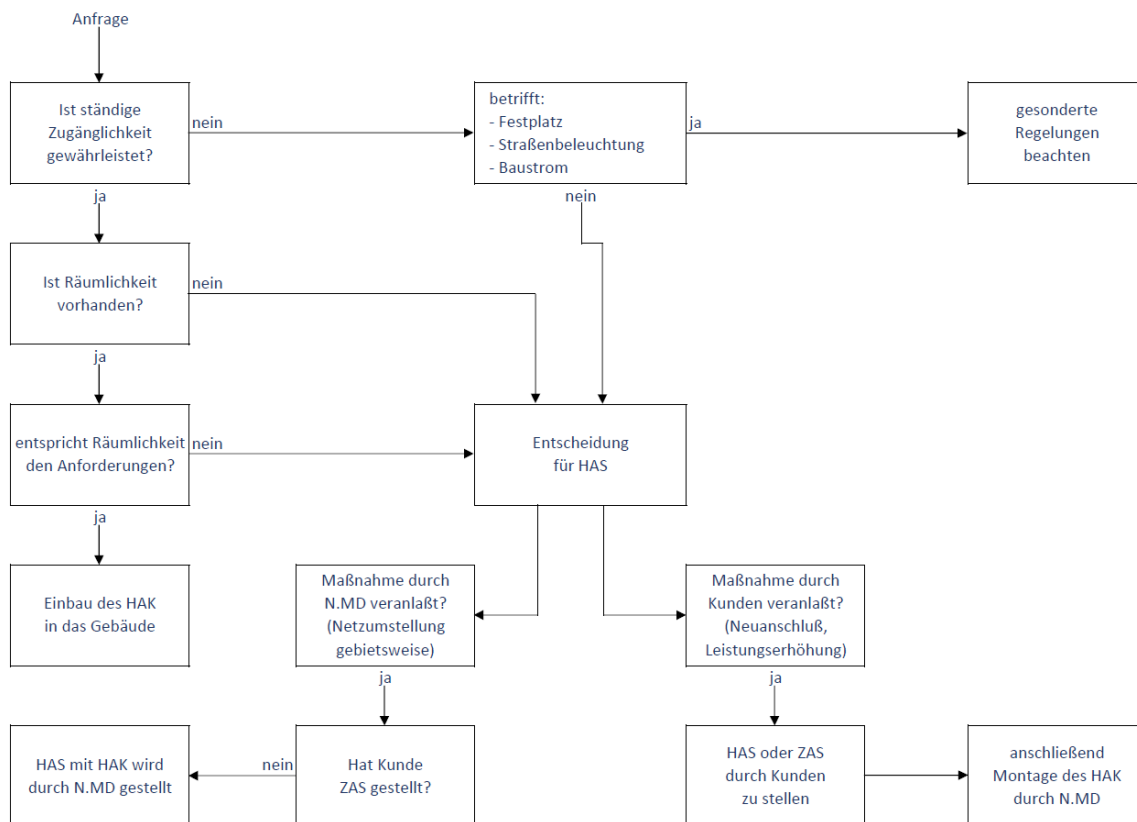 Anfrage
Ist ständige
Zugänglichkeit
gewährleistet?
nein
betrifft:
- Festplatz
- Straßenbeleuchtung
- Baustrom
ja
gesonderte
Regelungen
beachten
ja
nein
Ist Räumlichkeit
vorhanden?
nein
ja
entspricht Räumlichkeit
den Anforderungen?
nein
Entscheidung
für HAS
ja
Einbau des HAK
in das Gebäude
Maßnahme durch
N.MD veranlaßt?
(Netzumstellung
gebietsweise)
Maßnahme durch
Kunden veranlaßt?
(Neuanschluß,
Leistungserhöhung)
ja
ja
HAS mit HAK wird
durch N.MD gestellt
nein
Hat Kunde
ZAS gestellt?
HAS oder ZAS
durch Kunden
zu stellen
anschließend
Montage des HAK
durch N.MD